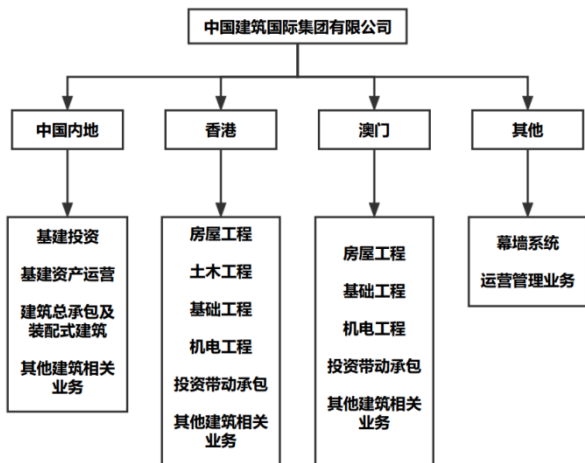 中国建筑国际集团有限公司
中国内地
香港
澳门
其他
基建投资
基建资产运营
建筑总承包及
装配式建筑
其他建筑相关
业务
房屋工程
土木工程
基础工程
机电工程
投资带动承包
其他建筑相关
业务
房屋工程
基础工程
机电工程
投资带动承包
其他建筑相关
业务
幕墙系统
运营管理业务